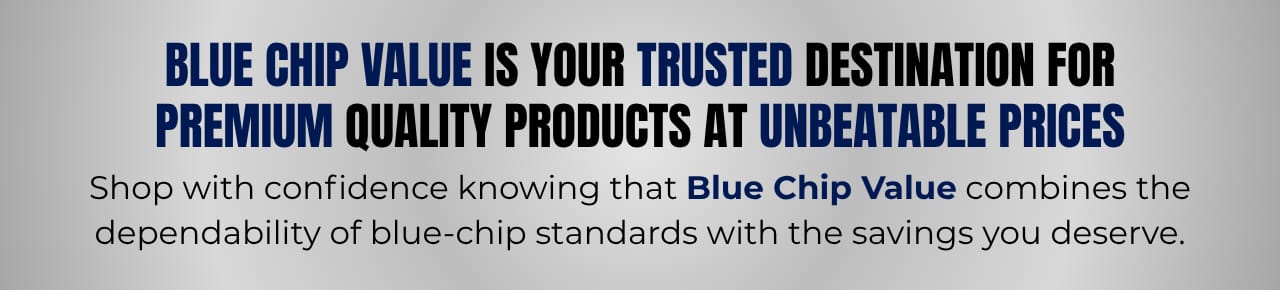 BLUE CHIP VALUE IS YOUR TRUSTED DESTINATION FOR
PREMIUM QUALITY PRODUCTS AT UNBEATABLE PRICES
Shop with confidence knowing that Blue Chip Value combines the
dependability of blue-chip standards with the savings you deserve.